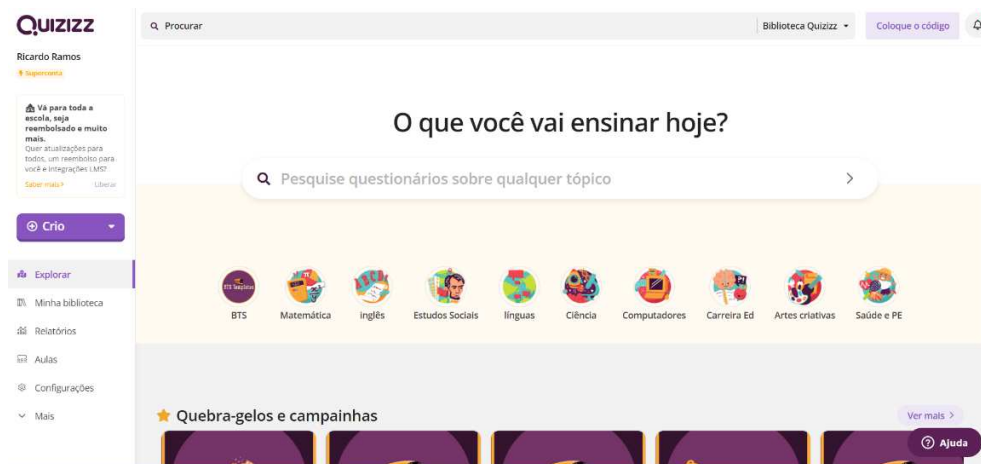 QUIZIZZ
Procurar
Biblioteca Quizizz
Coloque o código
Ricardo Ramos
Supercunta
Vá para toda a
escola, seja
reembolsado e muito
mais.
Quer atualizações para
todos, um reembolso para
você e integrações LMS?
Saber mais>
Liberar
Crio
Explorar
Minha biblioteca
Relatórios
Aulas
Configurações
Mais
O que você vai ensinar hoje?
Pesquise questionários sobre qualquer tópico
BTS Templates
BTS
Matemática
inglês
Estudos Sociais
línguas
Ciência
Computadores
Carreira Ed
Artes criativas
Saúde e PE
Quebra-gelos e campainhas
Ver mais >
Ajuda